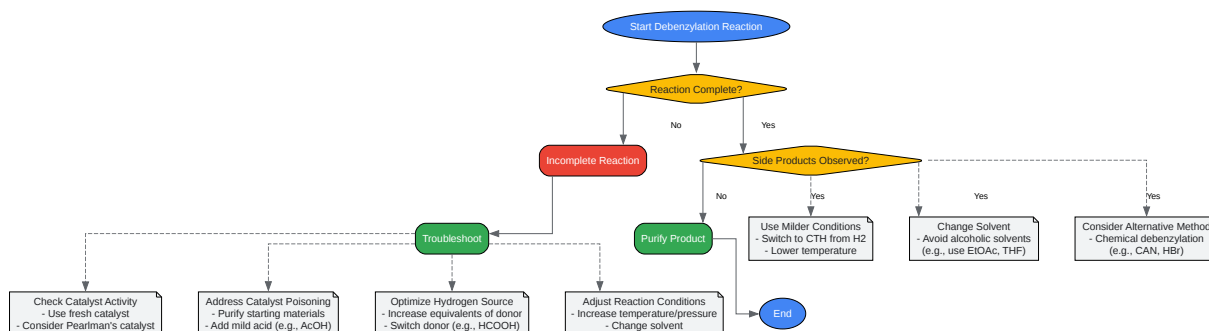 Start Debenzylation Reaction
Reaction Complete?
No
Yes
Incomplete Reaction
Side Products Observed?
No
Yes
Yes
Yes
Troubleshoot
Purify Product
Use Milder Conditions
- Switch to CTH from H2
- Lower temperature
Change Solvent
- Avoid alcoholic solvents
(e.g., use EtOAc, THF)
Consider Alternative Method
- Chemical debenzylation
(e.g., CAN, HBr)
Check Catalyst Activity
- Use fresh catalyst
- Consider Pearlman's catalyst
Address Catalyst Poisoning
- Purify starting materials
- Add mild acid (e.g., AcOH)
Optimize Hydrogen Source
- Increase equivalents of donor
- Switch donor (e.g., HCOOH)
Adjust Reaction Conditions
- Increase temperature/pressure
- Change solvent
End